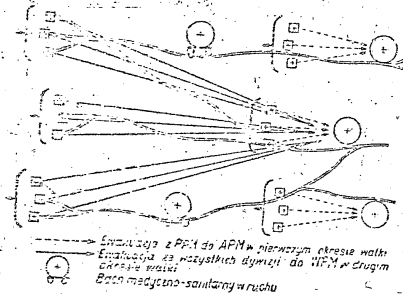 Ewakuacja z PPM do APM w pierwszym okresie walki
Ewakuacja ze wszystkich dywizji do WPM w drugim
okresie walki
Baon medyczno-sanitarny w ruchu